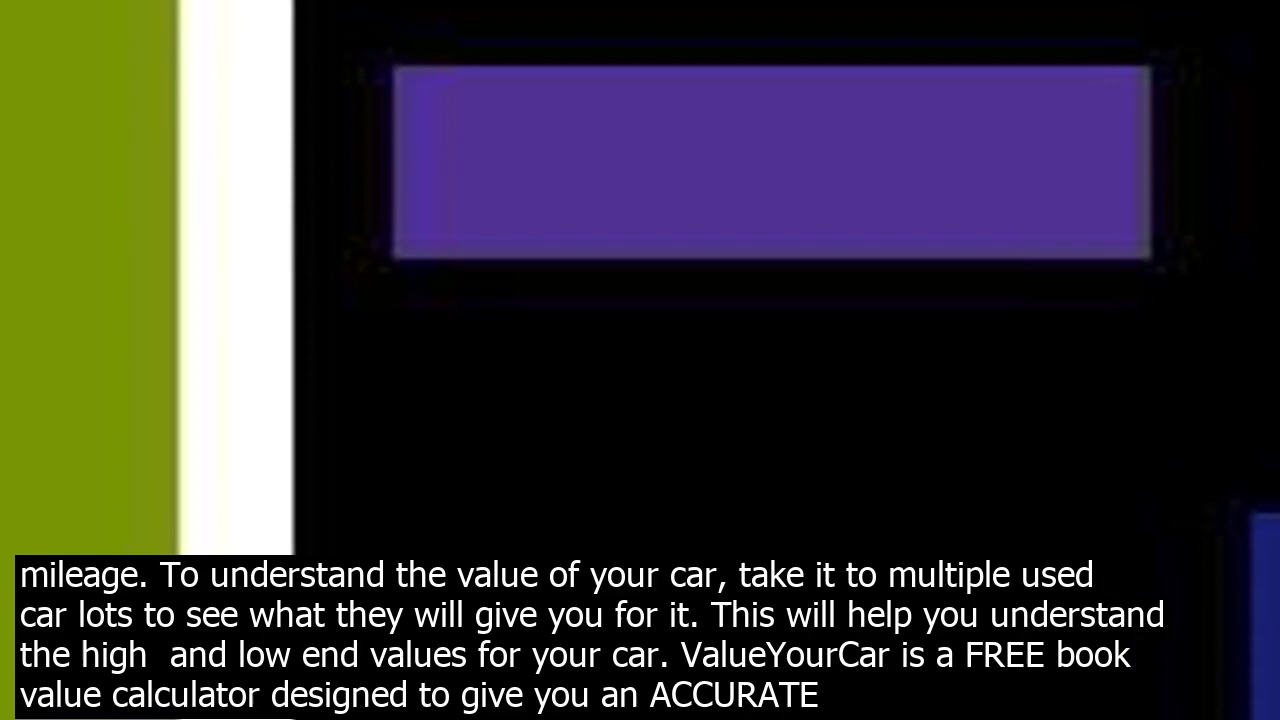 mileage. To understand the value of your car, take it to multiple used
car lots to see what they will give you for it. This will help you understand
the high  and low end values for your car. ValueYourCar is a FREE book
value calculator designed to give you an ACCURATE